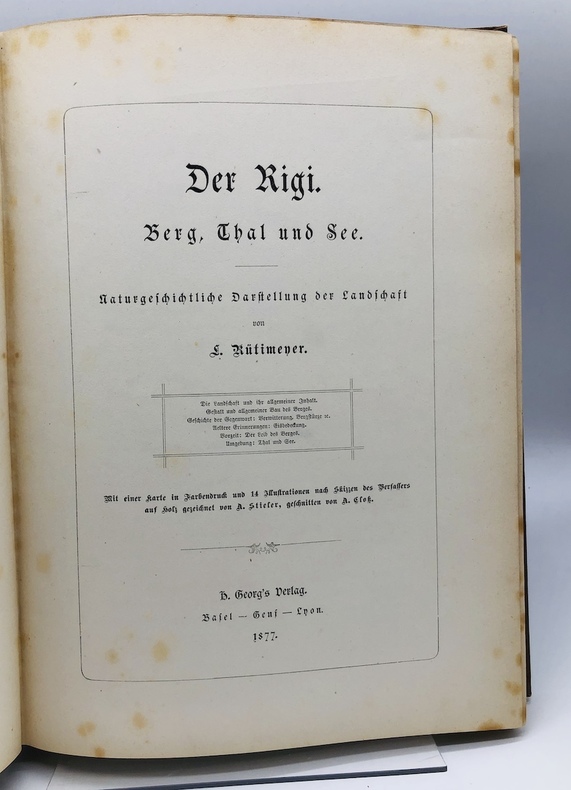 Der Rigi.
Berg, Thal und See.
Naturgeschichtliche Darstellung der Landschaft
von
L. Rütimeyer.
Die Landschaft und ihr allgemeiner Inhalt.
Gestalt und allgemeiner Bau des Berges.
Geschichte der Gegenwart: Verwitterung, Bergstürze ꝛc.
Aeltere Erinnerungen: Eisbedeckung.
Vorzeit: Der Leib des Berges.
Umgebung: Thal und See.
Mit einer Karte in Farbendruck und 14 Illustrationen nach Skizzen des Verfassers
auf Holz gezeichnet von A. Stieler, geschnitten von A. Cloß.
H. Georg's Verlag.
Basel — Genf — Lyon.
1877.